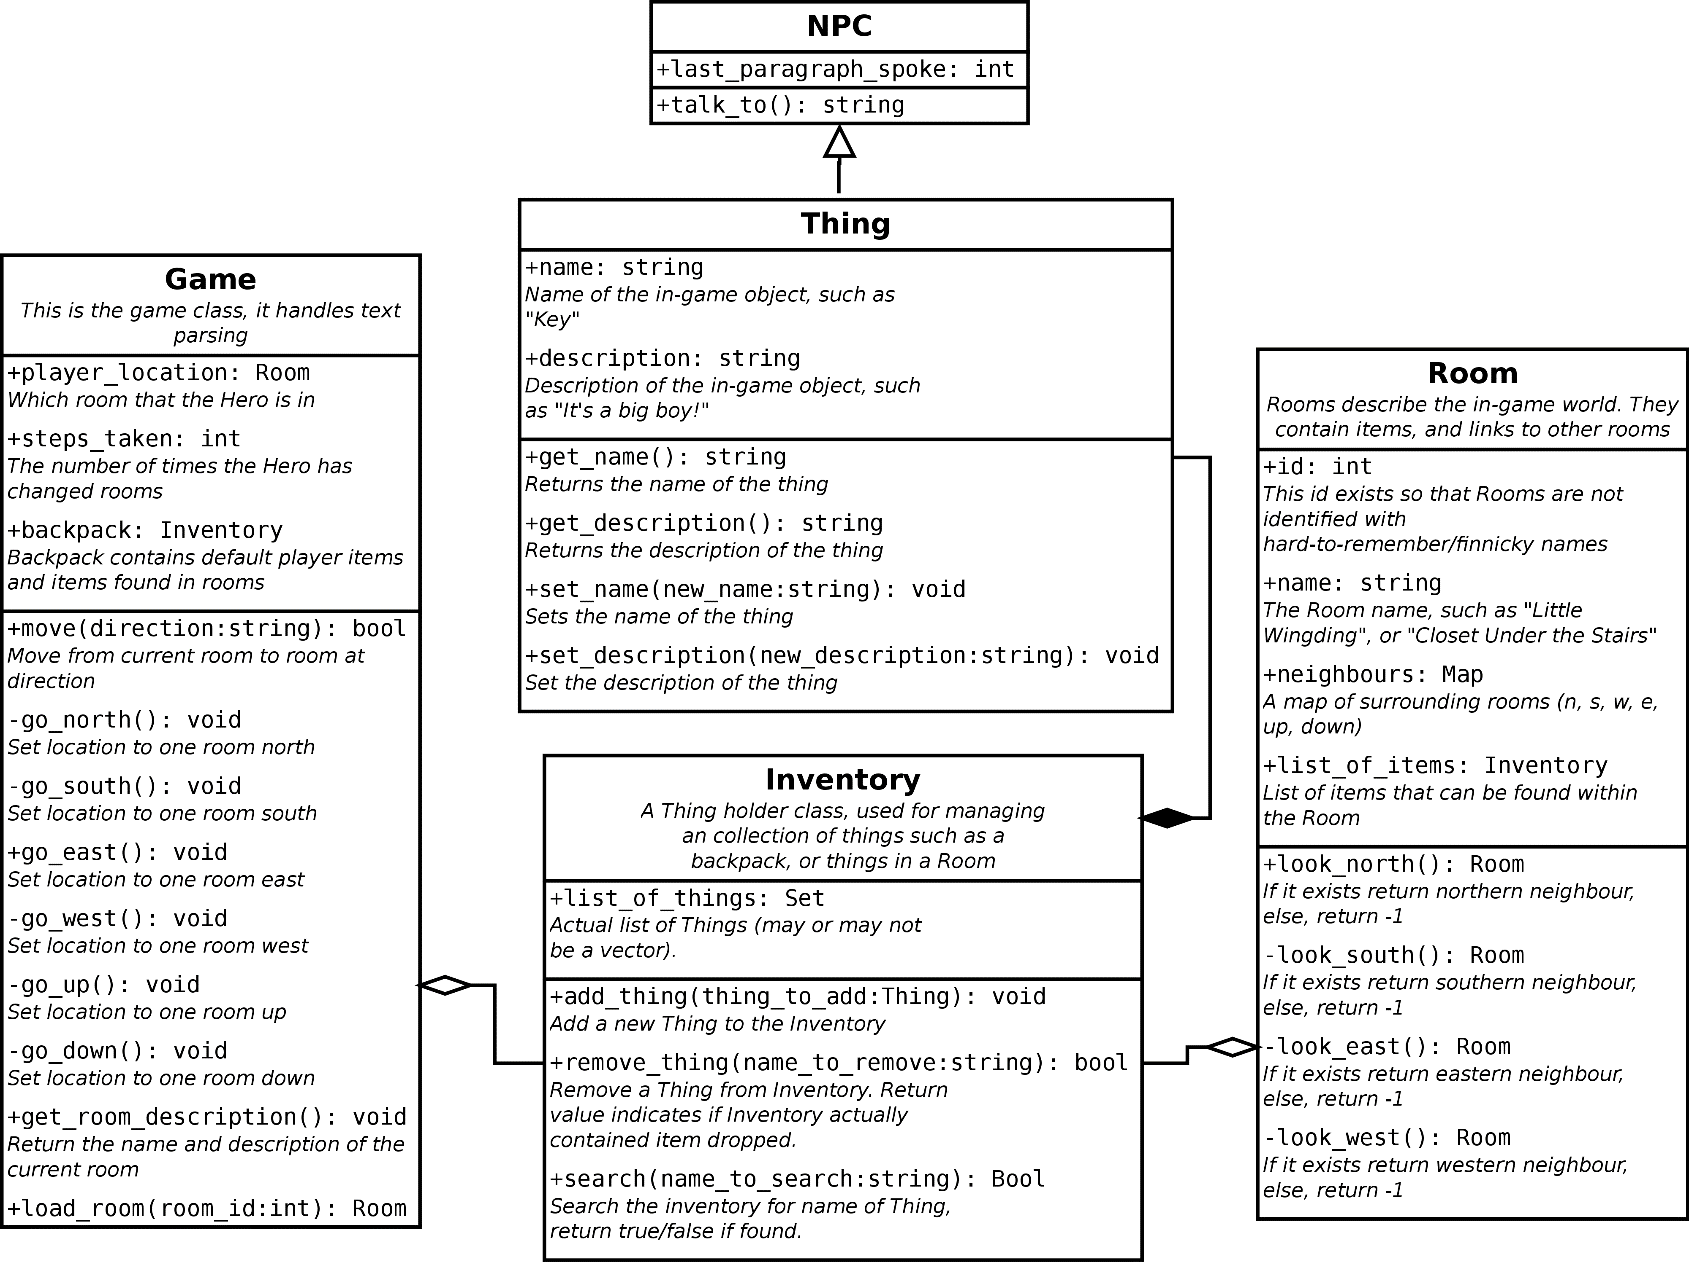 NPC
+last_paragraph_spoke: int
+talk_to(): string
Thing
+name: string
Name of the in-game object, such as
"Key"
+description: string
Description of the in-game object, such
as "It's a big boy!"
+get_name(): string
Returns the name of the thing
+get_description(): string
Returns the description of the thing
+set_name(new_name:string): void
Sets the name of the thing
+set_description(new_description:string): void
Set the description of the thing
Game
This is the game class, it handles text
parsing
+player_location: Room
Which room that the Hero is in
+steps_taken: int
The number of times the Hero has
changed rooms
+backpack: Inventory
Backpack contains default player items
and items found in rooms
+move(direction:string): bool
Move from current room to room at
direction
-go_north(): void
Set location to one room north
-go_south(): void
Set location to one room south
+go_east(): void
Set location to one room east
-go_west(): void
Set location to one room west
-go_up(): void
Set location to one room up
-go_down(): void
Set location to one room down
+get_room_description(): void
Return the name and description of the
current room
+load_room(room_id:int): Room
Inventory
A Thing holder class, used for managing
an collection of things such as a
backpack, or things in a Room
+list_of_things: Set
Actual list of Things (may or may not
be a vector).
+add_thing(thing_to_add:Thing): void
Add a new Thing to the Inventory
+remove_thing(name_to_remove:string): bool
Remove a Thing from Inventory. Return
value indicates if Inventory actually
contained item dropped.
+search(name_to_search:string): Bool
Search the inventory for name of Thing,
return true/false if found.
Room
Rooms describe the in-game world. They
contain items, and links to other rooms
+id: int
This id exists so that Rooms are not
identified with
hard-to-remember/finnicky names
+name: string
The Room name, such as "Little
Wingding", or "Closet Under the Stairs"
+neighbours: Map
A map of surrounding rooms (n, s, w, e,
up, down)
+list_of_items: Inventory
List of items that can be found within
the Room
+look_north(): Room
If it exists return northern neighbour,
else, return -1
-look_south(): Room
If it exists return southern neighbour,
else, return -1
-look_east(): Room
If it exists return eastern neighbour,
else, return -1
-look_west(): Room
If it exists return western neighbour,
else, return -1